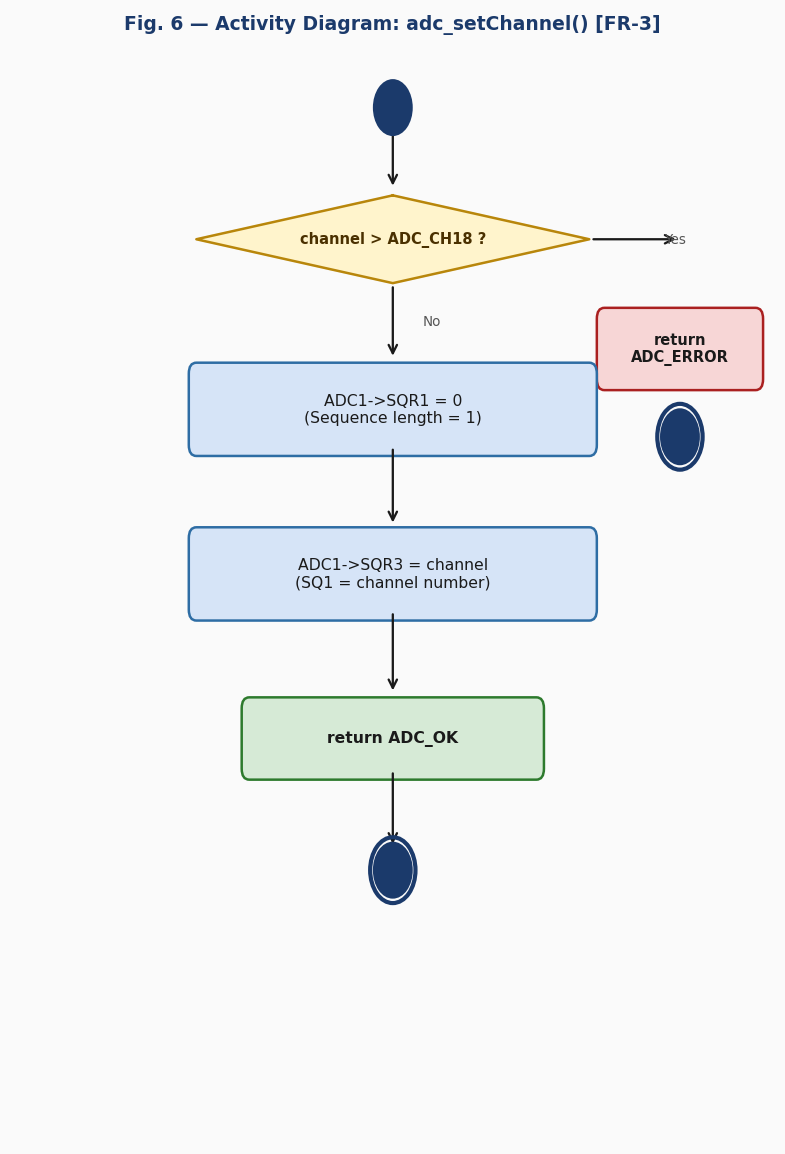 Fig. 6 — Activity Diagram: adc_setChannel() [FR-3]
channel > ADC_CH18 ?
Yes
No
return
ADC_ERROR
ADC1->SQR1 = 0
(Sequence length = 1)
ADC1->SQR3 = channel
(SQ1 = channel number)
return ADC_OK